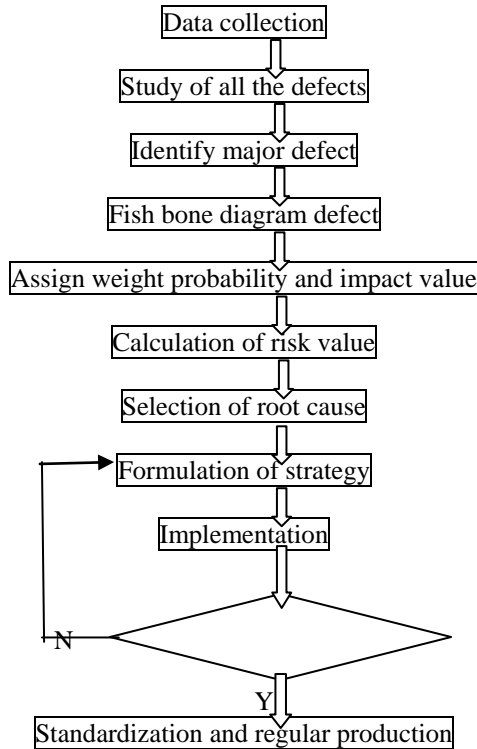 Data collection
Study of all the defects
Identify major defect
Fish bone diagram defect
Assign weight probability and impact value
Calculation of risk value
Selection of root cause
Formulation of strategy
Implementation
N
Y
Standardization and regular production